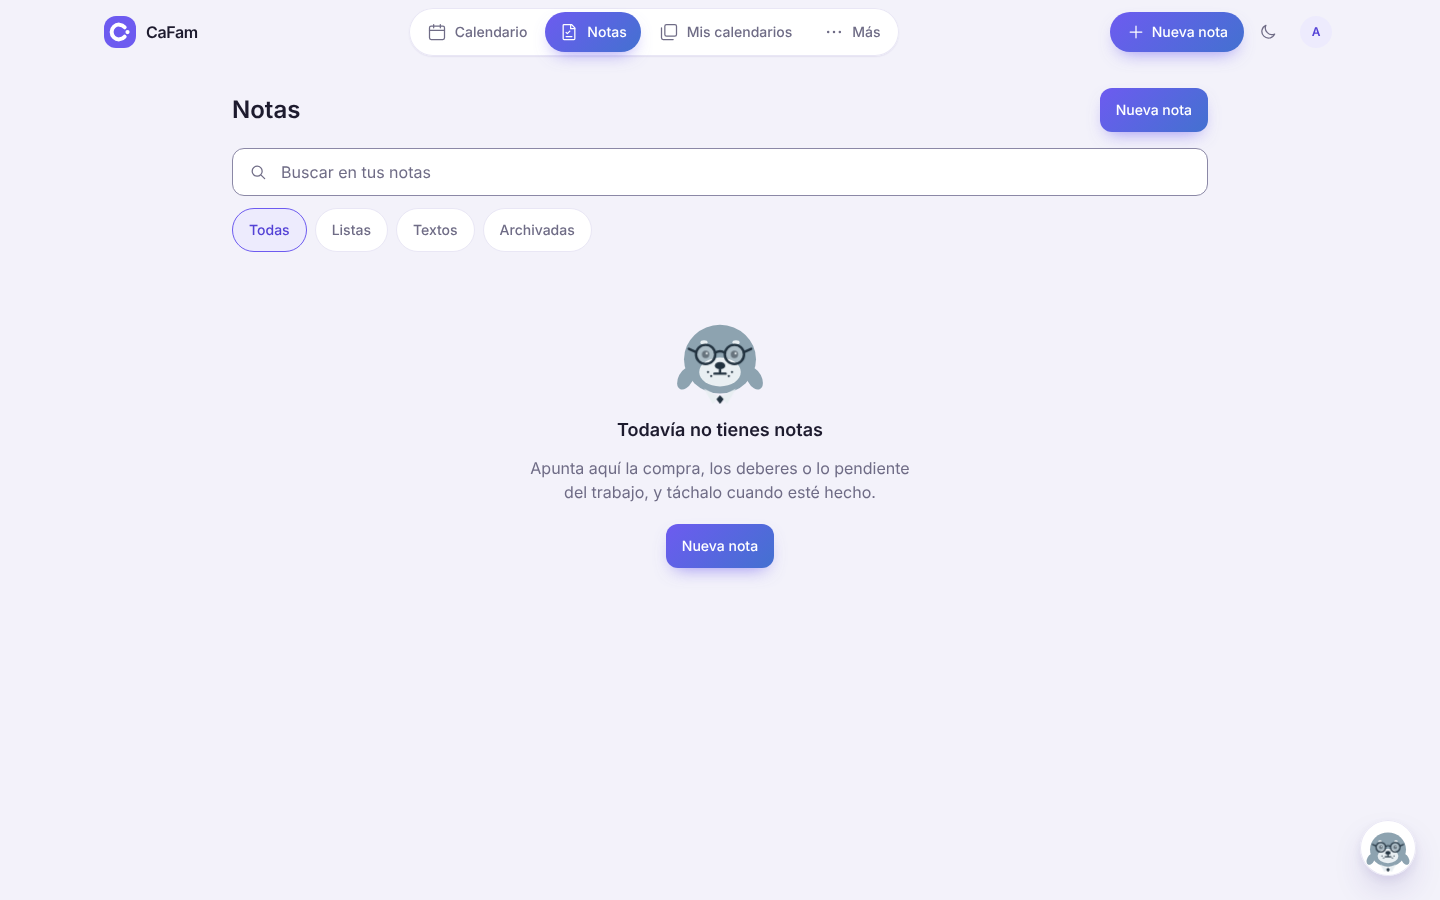 CaFam
Calendario
Notas
Mis calendarios
Más
Nueva nota
A
Notas
Nueva nota
Buscar en tus notas
Todas
Listas
Textos
Archivadas
Todavía no tienes notas
Apunta aquí la compra, los deberes o lo pendiente
del trabajo, y táchalo cuando esté hecho.
Nueva nota